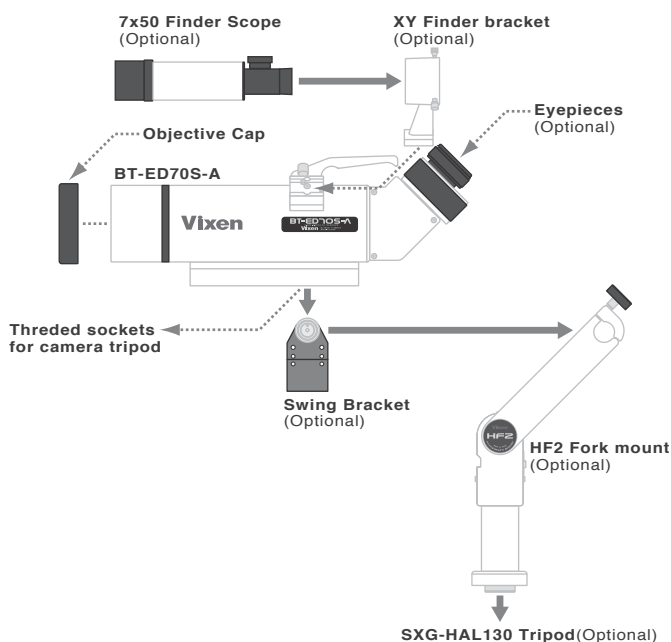 7x50 Finder Scope
(Optional)
XY Finder bracket
(Optional)
Eyepieces
(Optional)
Objective Cap
BT-ED70S-A
Vixen
BT-ED70S-A
Vixen
Threded sockets
for camera tripod
Swing Bracket
(Optional)
Vixen
HF2
HF2 Fork mount
(Optional)
SXG-HAL130 Tripod(Optional)